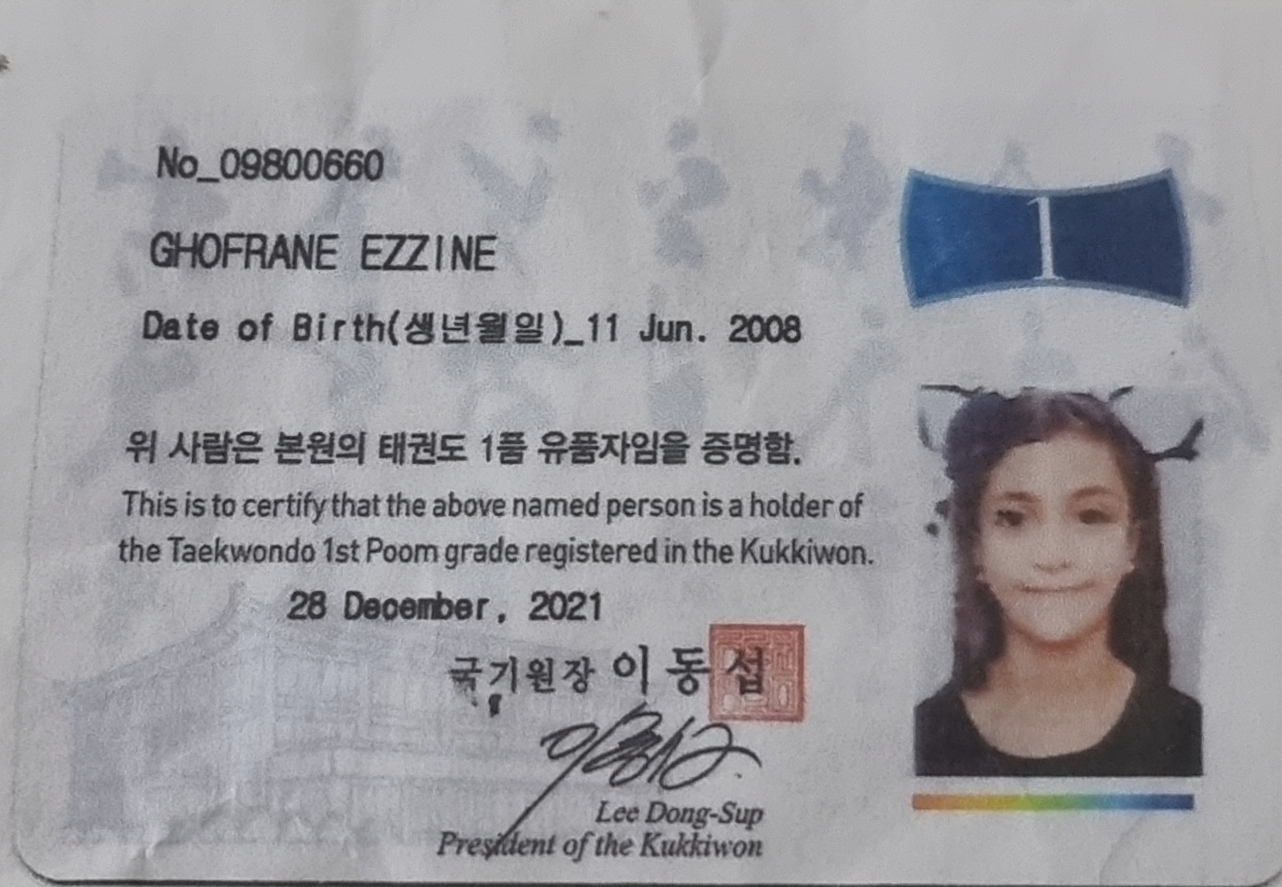 No_09800660
1
GHOFRANE EZZINE
Date of Birth(생년월일)_11 Jun. 2008
위 사람은 본원의 태권도 1품 유품자임을 증명함.
This is to certify that the above named person is a holder of
the Taekwondo 1st Poom grade registered in the Kukkiwon.
28 December, 2021
국기원장 이동섭
Lee Dong-Sup
President of the Kukkiwon